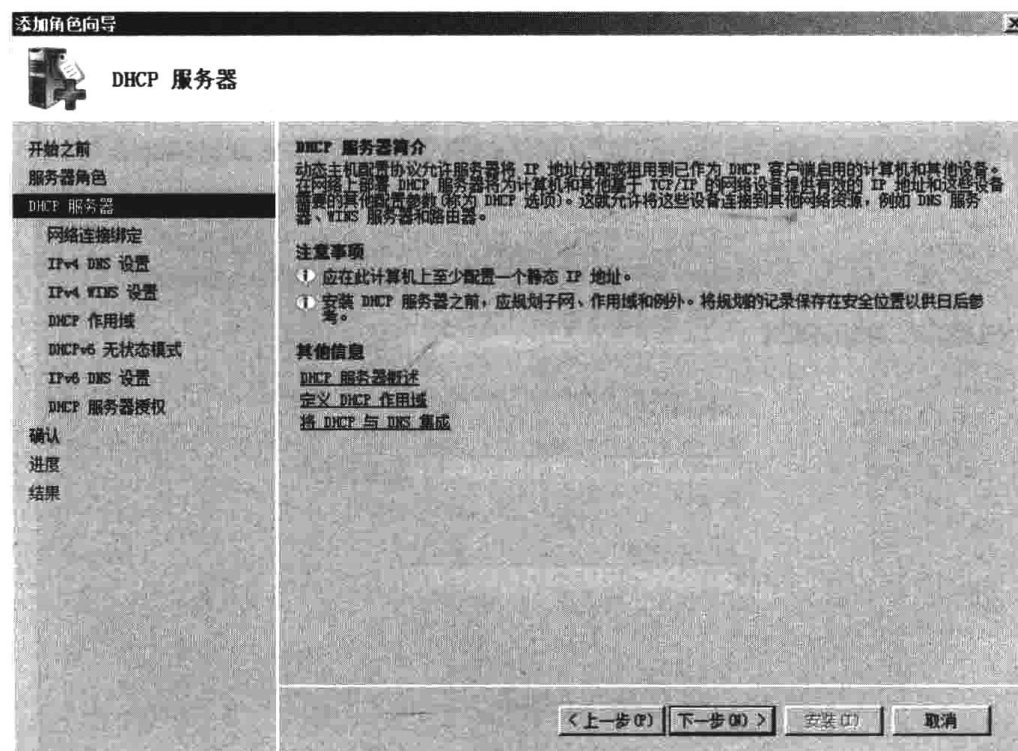 添加角色向导
DHCP 服务器
开始之前
服务器角色
DHCP 服务器
网络连接绑定
IPv4 DNS 设置
IPv4 WINS 设置
DHCP 作用域
DHCPv6 无状态模式
IPv6 DNS 设置
DHCP 服务器授权
确认
进度
结果
DHCP 服务器简介
动态主机配置协议允许服务器将 IP 地址分配或租用到已作为 DHCP 客户端启用的计算机和其他设备。
在网络上部署 DHCP 服务器将为计算机和其他基于 TCP/IP 的网络设备提供有效的 IP 地址和这些设备
需要的其他配置参数(称为 DHCP 选项)。这就允许将这些设备连接到其他网络资源，例如 DNS 服务
器、WINS 服务器和路由器。
注意事项
应在此计算机上至少配置一个静态 IP 地址。
安装 DHCP 服务器之前，应规划子网、作用域和例外。将规划的记录保存在安全位置以供日后参
考。
其他信息
DHCP 服务器概述
定义 DHCP 作用域
将 DHCP 与 DNS 集成
< 上一步(P) 下一步(N) > 安装(I) 取消